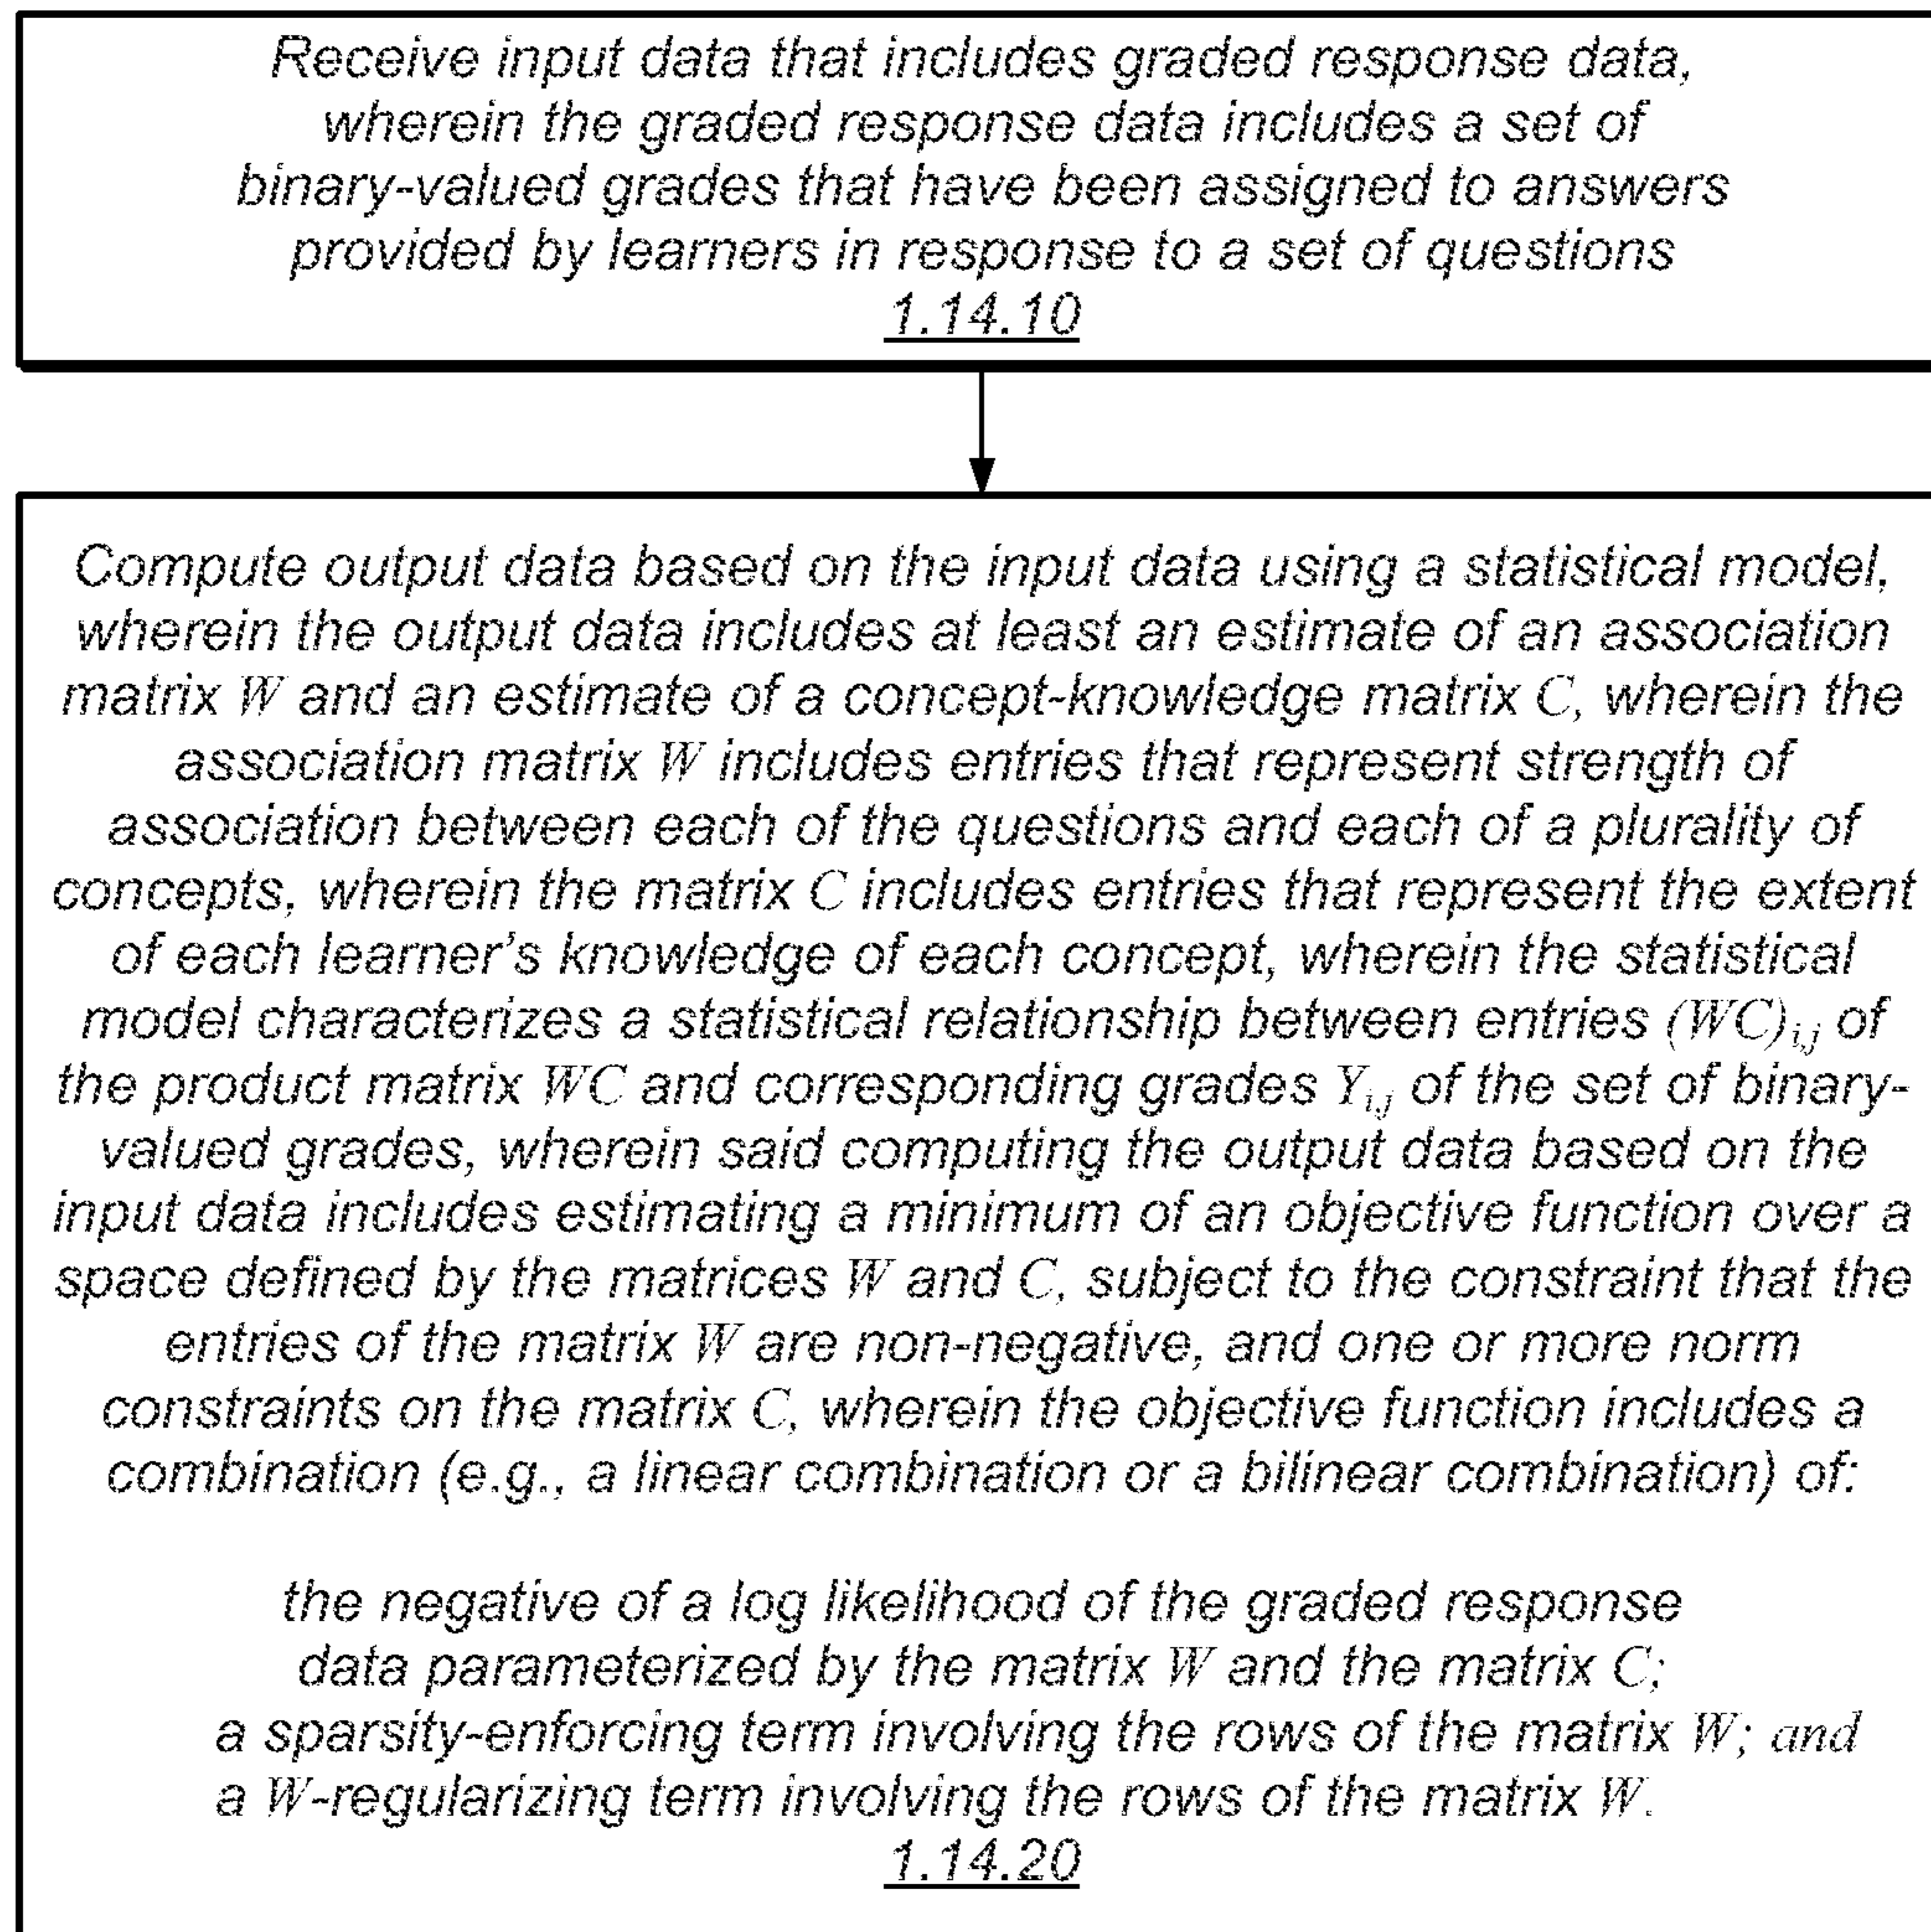 Receive input data that includes graded response data,
wherein the graded response data includes a set of
binary-valued grades that have been assigned to answers
provided by learners in response to a set of questions
1.14.10
Compute output data based on the input data using a statistical model,
wherein the output data includes at least an estimate of an association
matrix W and an estimate of a concept-knowledge matrix C, wherein the
association matrix W includes entries that represent strength of
association between each of the questions and each of a plurality of
concepts, wherein the matrix C includes entries that represent the extent
of each learner's knowledge of each concept, wherein the statistical
model characterizes a statistical relationship between entries (WC)i,j of
the product matrix WC and corresponding grades Yi,j of the set of binary-
valued grades, wherein said computing the output data based on the
input data includes estimating a minimum of an objective function over a
space defined by the matrices W and C, subject to the constraint that the
entries of the matrix W are non-negative, and one or more norm
constraints on the matrix C, wherein the objective function includes a
combination (e.g., a linear combination or a bilinear combination) of:
the negative of a log likelihood of the graded response
data parameterized by the matrix W and the matrix C;
a sparsity-enforcing term involving the rows of the matrix W; and
a W-regularizing term involving the rows of the matrix W.
1.14.20